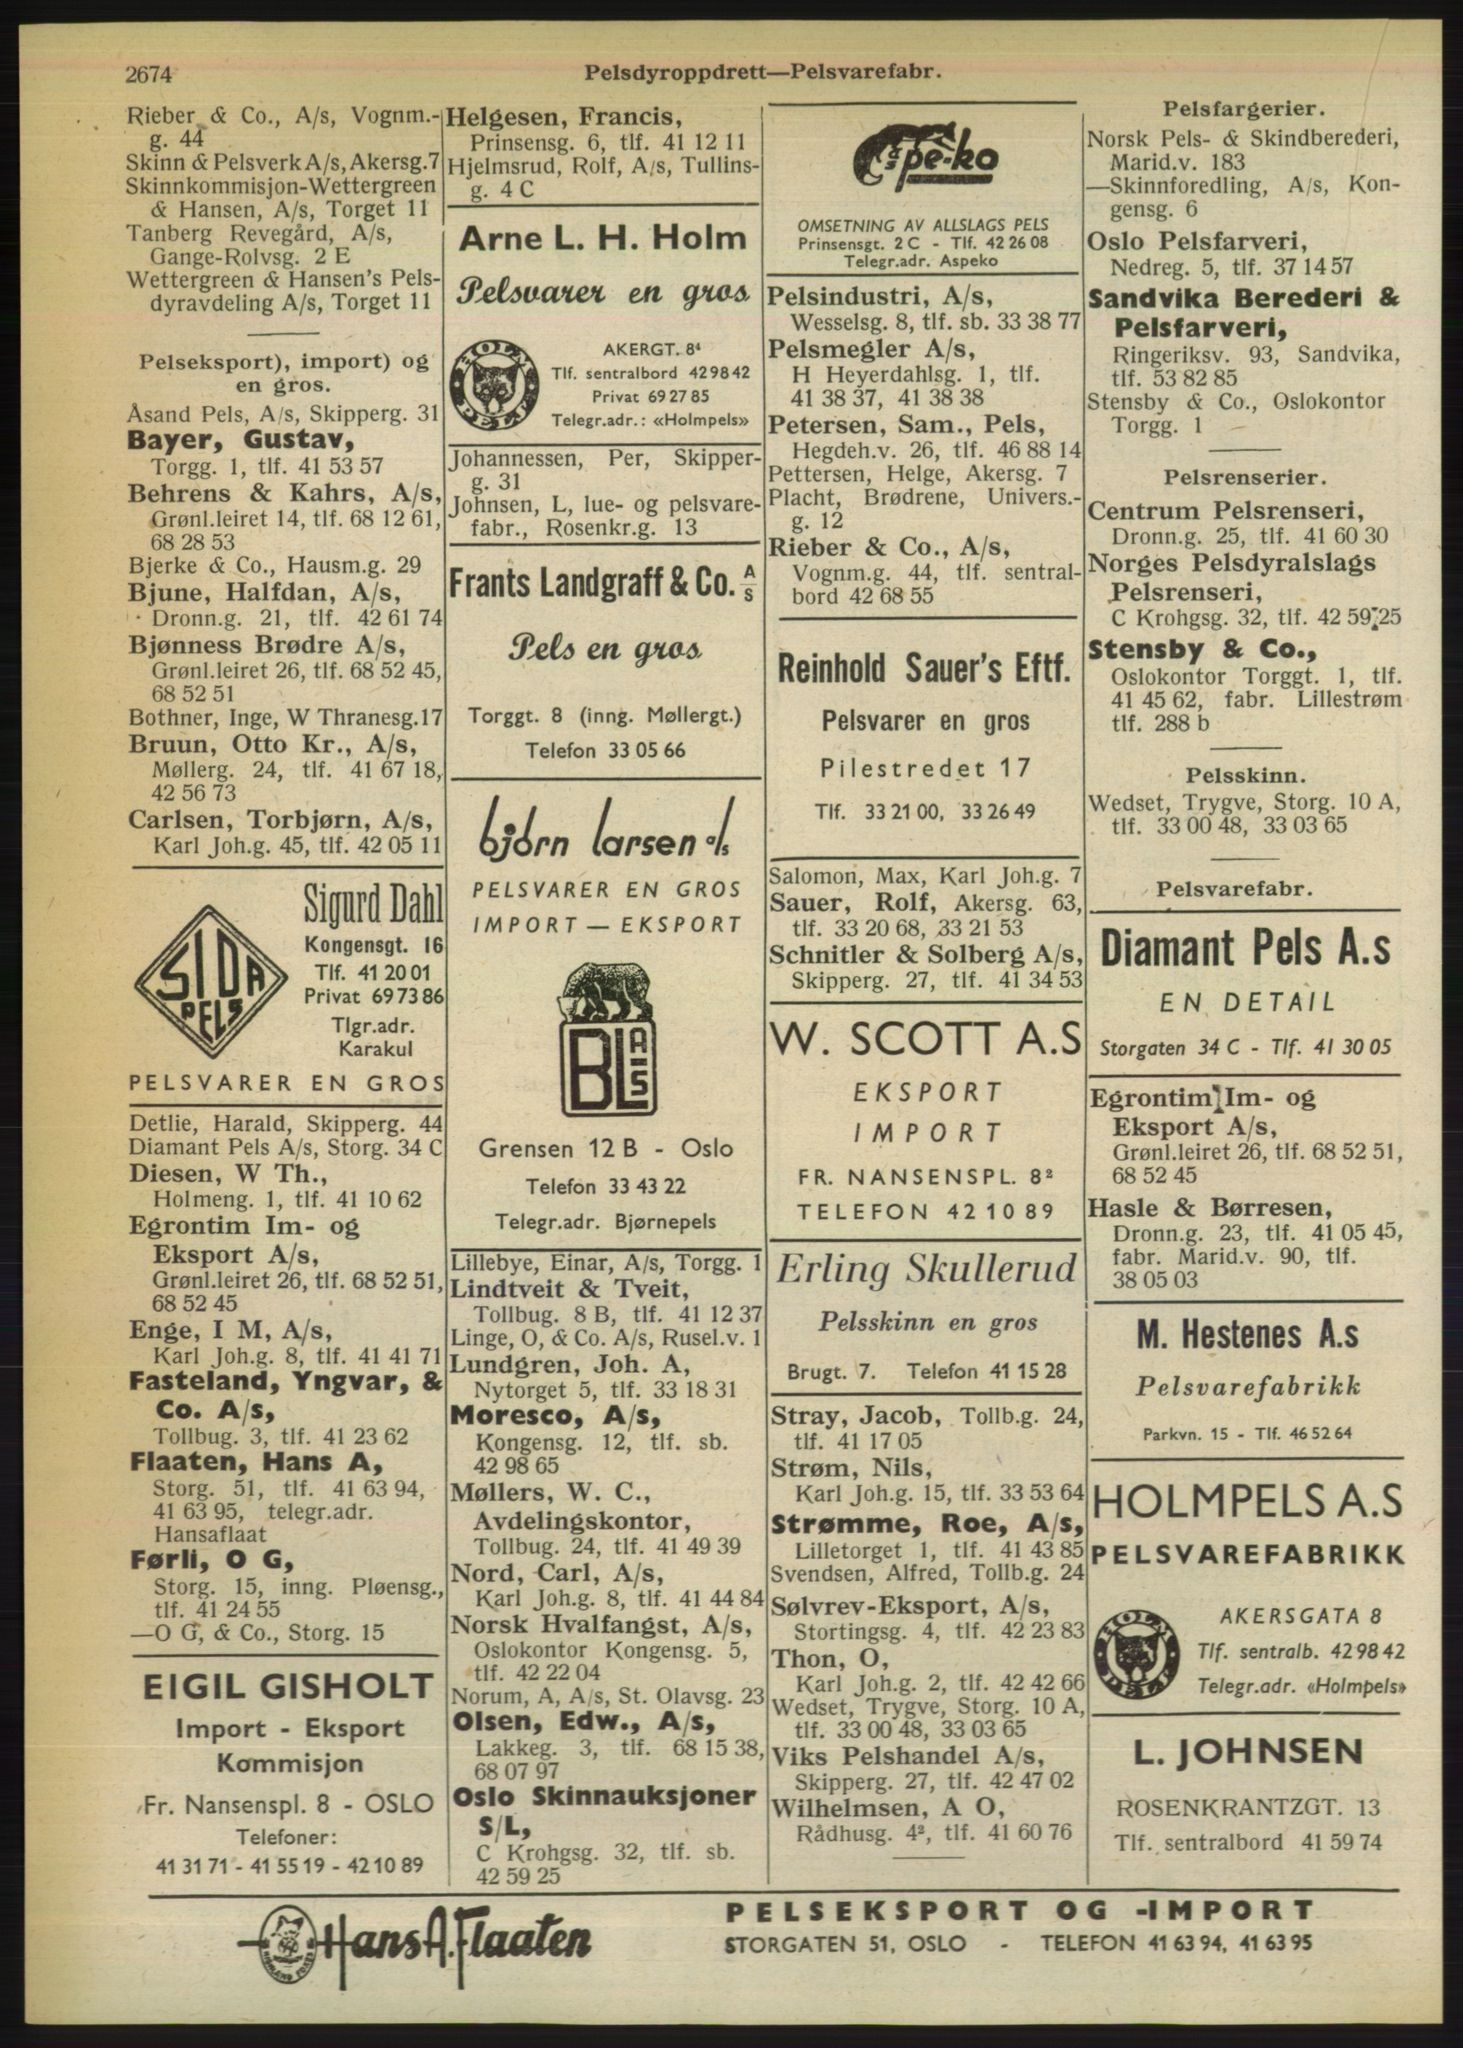 2674
Pelsdyroppdrett—Pelsvarefabr.
Rieber & Co., A/s, Vognm.-
g. 44
Skinn & Pelsverk A/s, Akersg. 7
Skinnkommisjon-Wettergreen
& Hansen, A/s, Torget 11
Tanberg Revegård, A/s,
Gange-Rolvsg. 2 E
Wettergreen & Hansen's Pels-
dyravdeling A/s, Torget 11
Pelseksport), import) og
en gros.
Åsand Pels, A/s, Skipperg. 31
Bayer, Gustav,
Torgg. 1, tlf. 41 53 57
Behrens & Kahrs, A/s,
Grønl.leiret 14, tlf. 68 12 61,
68 28 53
Bjerke & Co., Hausm.g. 29
Bjune, Halfdan, A/s,
Dronn.g. 21, tlf. 42 61 74
Bjønness Brødre A/s,
Grønl.leiret 26, tlf. 68 52 45,
68 52 51
Bothner, Inge, W Thranesg. 17
Bruun, Otto Kr., A/s,
Møllerg. 24, tlf. 41 67 18,
42 56 73
Carlsen, Torbjørn, A/s,
Karl Joh.g. 45, tlf. 42 05 11
SIDA
PELS
Sigurd Dahl
Kongensgt. 16
Tlf. 41 20 01
Privat 69 73 86
Tlgr.adr.
Karakul
PELSVARER EN GROS
Detlie, Harald, Skipperg. 44
Diamant Pels A/s, Storg. 34 C
Diesen, W Th.,
Holmeng. 1, tlf. 41 10 62
Egrontim Im- og
Eksport A/s,
Grønl.leiret 26, tlf. 68 52 51,
68 52 45
Enge, I M, A/s,
Karl Joh.g. 8, tlf. 41 41 71
Fasteland, Yngvar, &
Co. A/s,
Tollbug. 3, tlf. 41 23 62
Flaaten, Hans A,
Storg. 51, tlf. 41 63 94,
41 63 95, telegr.adr.
Hansaflaat
Førli, O G,
Storg. 15, inng. Pløensg.,
tlf. 41 24 55
—O G, & Co., Storg. 15
EIGIL GISHOLT
Import - Eksport
Kommisjon
Fr. Nansenspl. 8 - OSLO
Telefoner:
41 31 71 - 41 55 19 - 42 10 89
Helgesen, Francis,
Prinsensg. 6, tlf. 41 12 11
Hjelmsrud, Rolf, A/s, Tullins-
g. 4 C
Arne L. H. Holm
Pelsvarer en gros
HOLM
PELS
AKERGT. 8⁴
Tlf. sentralbord 42 98 42
Privat 69 27 85
Telegr.adr.: «Holmpels»
Johannessen, Per, Skipper-
g. 31
Johnsen, L, lue- og pelsvare-
fabr., Rosenkr.g. 13
Frants Landgraff & Co. A/S
Pels en gros
Torggt. 8 (inng. Møllergt.)
Telefon 33 05 66
bjørn larsen a/s
PELSVARER EN GROS
IMPORT — EKSPORT
BL A-S
Grensen 12 B - Oslo
Telefon 33 43 22
Telegr.adr. Bjørnepels
Lillebye, Einar, A/s, Torgg. 1
Lindtveit & Tveit,
Tollbug. 8 B, tlf. 41 12 37
Linge, O, & Co. A/s, Rusel.v. 1
Lundgren, Joh. A,
Nytorget 5, tlf. 33 18 31
Moresco, A/s,
Kongensg. 12, tlf. sb.
42 98 65
Møllers, W. C.,
Avdelingskontor,
Tollbug. 24, tlf. 41 49 39
Nord, Carl, A/s,
Karl Joh.g. 8, tlf. 41 44 84
Norsk Hvalfangst, A/s,
Oslokontor Kongensg. 5,
tlf. 42 22 04
Norum, A, A/s, St. Olavsg. 23
Olsen, Edw., A/s,
Lakkeg. 3, tlf. 68 15 38,
68 07 97
Oslo Skinnauksjoner
S/L,
C Krohgsg. 32, tlf. sb.
42 59 25
a/s pe-ko
OMSETNING AV ALLSLAGS PELS
Prinsensgt. 2 C - Tlf. 42 26 08
Telegr.adr. Aspeko
Pelsindustri, A/s,
Wesselsg. 8, tlf. sb. 33 38 77
Pelsmegler A/s,
H Heyerdahlsg. 1, tlf.
41 38 37, 41 38 38
Petersen, Sam., Pels,
Hegdeh.v. 26, tlf. 46 88 14
Pettersen, Helge, Akersg. 7
Placht, Brødrene, Univers.-
g. 12
Rieber & Co., A/s,
Vognm.g. 44, tlf. sentral-
bord 42 68 55
Reinhold Sauer's Eftf.
Pelsvarer en gros
Pilestredet 17
Tlf. 33 21 00, 33 26 49
Salomon, Max, Karl Joh.g. 7
Sauer, Rolf, Akersg. 63,
tlf. 33 20 68, 33 21 53
Schnitler & Solberg A/s,
Skipperg. 27, tlf. 41 34 53
W. SCOTT A.S
EKSPORT
IMPORT
FR. NANSENSPL. 8²
TELEFON 42 10 89
Erling Skullerud
Pelsskinn en gros
Brugt. 7. Telefon 41 15 28
Stray, Jacob, Tollb.g. 24,
tlf. 41 17 05
Strøm, Nils,
Karl Joh.g. 15, tlf. 33 53 64
Strømme, Roe, A/s,
Lilletorget 1, tlf. 41 43 85
Svendsen, Alfred, Tollb.g. 24
Sølvrev-Eksport, A/s,
Stortingsg. 4, tlf. 42 23 83
Thon, O,
Karl Joh.g. 2, tlf. 42 42 66
Wedset, Trygve, Storg. 10 A,
tlf. 33 00 48, 33 03 65
Viks Pelshandel A/s,
Skipperg. 27, tlf. 42 47 02
Wilhelmsen, A O,
Rådhusg. 4², tlf. 41 60 76
Pelsfargerier.
Norsk Pels- & Skindberederi,
Marid.v. 183
—Skinnforedling, A/s, Kon-
gensg. 6
Oslo Pelsfarveri,
Nedreg. 5, tlf. 37 14 57
Sandvika Berederi &
Pelsfarveri,
Ringeriksv. 93, Sandvika,
tlf. 53 82 85
Stensby & Co., Oslokontor
Torgg. 1
Pelsrenserier.
Centrum Pelsrenseri,
Dronn.g. 25, tlf. 41 60 30
Norges Pelsdyralslags
Pelsrenseri,
C Krohgsg. 32, tlf. 42 59 25
Stensby & Co.,
Oslokontor Torggt. 1, tlf.
41 45 62, fabr. Lillestrøm
tlf. 288 b
Pelsskinn.
Wedset, Trygve, Storg. 10 A,
tlf. 33 00 48, 33 03 65
Pelsvarefabr.
Diamant Pels A.s
EN DETAIL
Storgaten 34 C - Tlf. 41 30 05
Egrontim Im- og
Eksport A/s,
Grønl.leiret 26, tlf. 68 52 51,
68 52 45
Hasle & Børresen,
Dronn.g. 23, tlf. 41 05 45,
fabr. Marid.v. 90, tlf.
38 05 03
M. Hestenes A.s
Pelsvarefabrikk
Parkvn. 15 - Tlf. 46 52 64
HOLMPELS A.S
PELSVAREFABRIKK
HOLM
PELS
AKERSGATA 8
Tlf. sentralb. 42 98 42
Telegr.adr. «Holmpels»
L. JOHNSEN
ROSENKRANTZGT. 13
Tlf. sentralbord 41 59 74
Hans A. Flaaten
PELSEKSPORT OG -IMPORT
STORGATEN 51, OSLO - TELEFON 41 63 94, 41 63 95